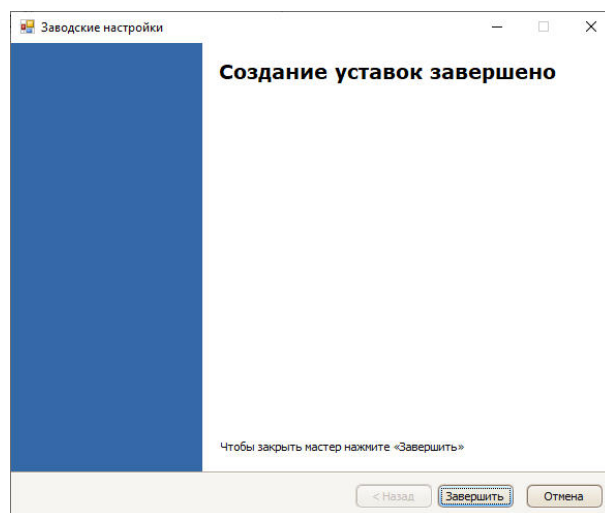 Заводские настройки
Создание уставок завершено
Чтобы закрыть мастер нажмите «Завершить»
< Назад Завершить Отмена